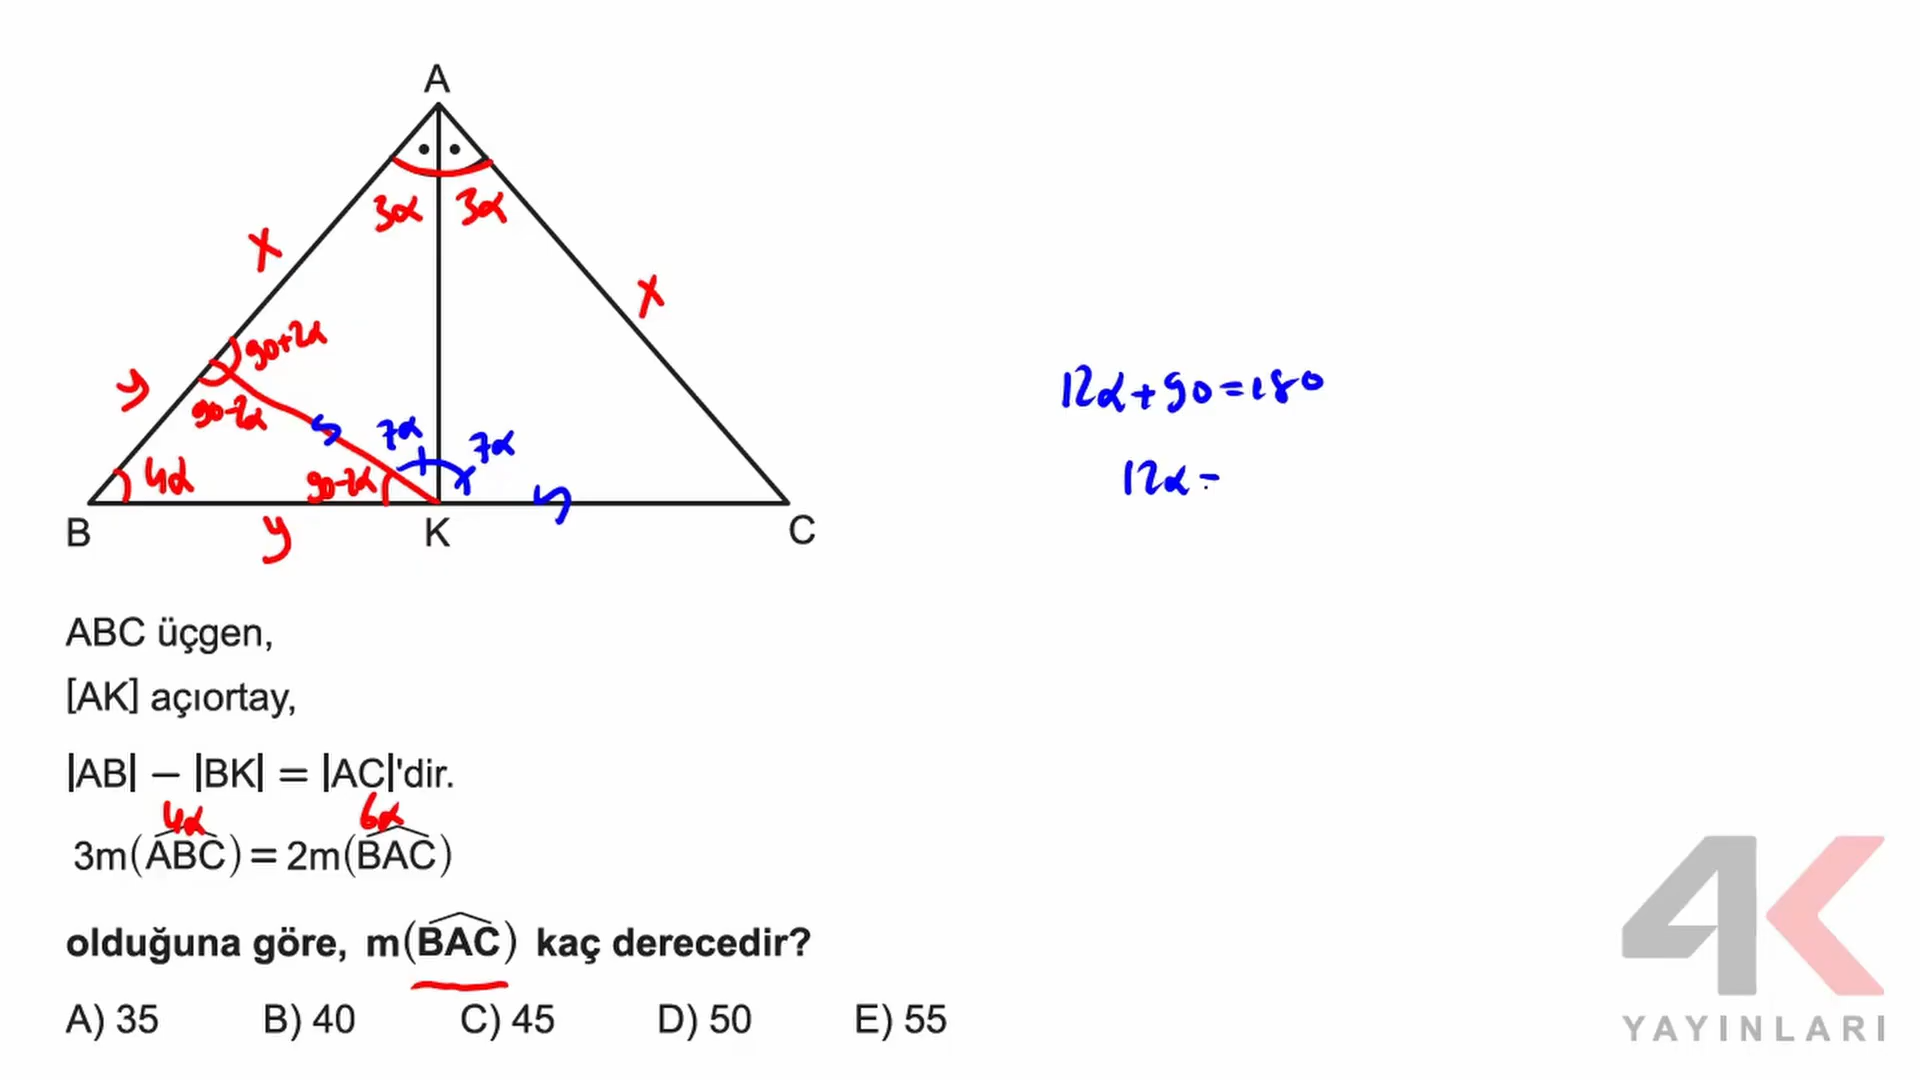 A
3α 3α
x
x
90+2α
y
90-2α
7α 7α
12α+90=180
4α
90-2α
12α=
B
y
K
C
ABC üçgen,
[AK] açıortay,
|AB| – |BK| = |AC|'dir.
4α 6α
3m(ABC) = 2m(BAC)
olduğuna göre, m(BAC) kaç derecedir?
A) 35 B) 40 C) 45 D) 50 E) 55
4K
YAYINLARI